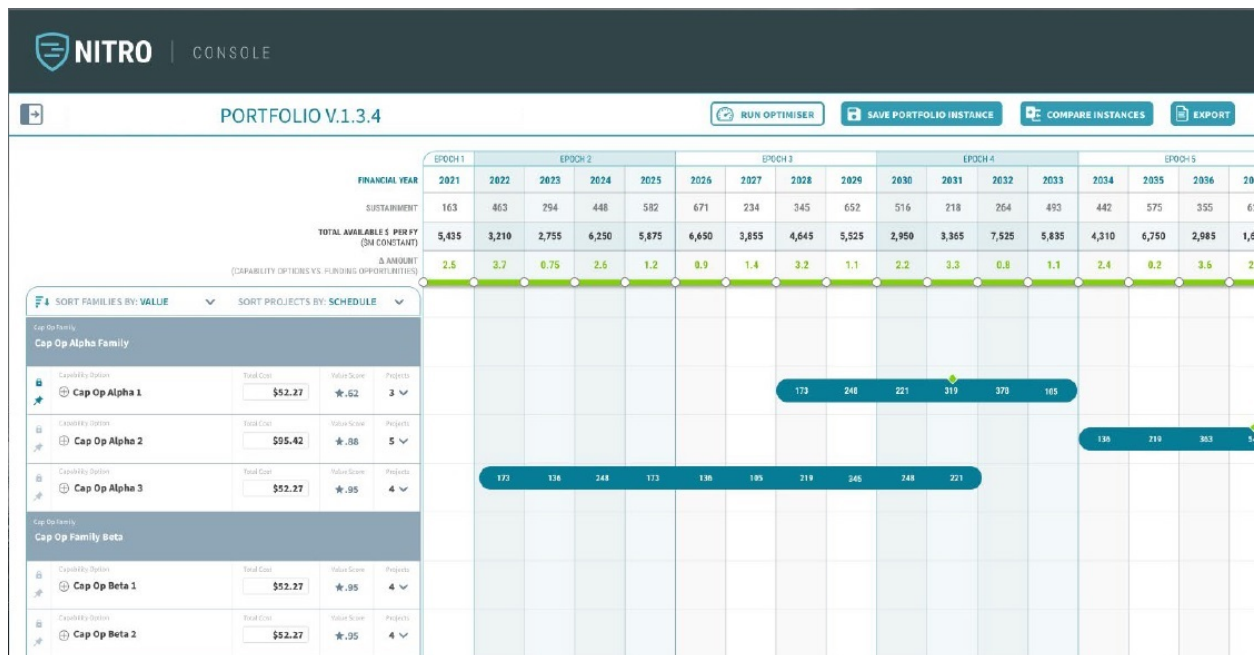 NITRO | CONSOLE
PORTFOLIO V.1.3.4
RUN OPTIMISER
SAVE PORTFOLIO INSTANCE
COMPARE INSTANCES
EXPORT
EPOCH 1 EPOCH 2 EPOCH 3 EPOCH 4 EPOCH 5
FINANCIAL YEAR 2021 2022 2023 2024 2025 2026 2027 2028 2029 2030 2031 2032 2033 2034 2035 2036
SUSTAINMENT 163 463 294 448 582 671 234 345 652 516 218 264 493 442 575 355
TOTAL AVAILABLE $ PER FY
($M CONSTANT)
5,435 3,210 2,755 6,250 5,875 6,650 3,855 4,645 5,525 2,950 3,365 7,525 5,835 4,310 6,750 2,985
Δ AMOUNT
(CAPABILITY OPTIONS VS. FUNDING OPPORTUNITIES)
2.5 3.7 0.75 2.6 1.2 0.9 1.4 3.2 1.1 2.2 3.3 0.8 1.1 2.4 0.2 3.6
SORT FAMILIES BY: VALUE SORT PROJECTS BY: SCHEDULE
Cap Op Family
Cap Op Alpha Family
Capability Option Total Cost Value Score Projects
Cap Op Alpha 1 $52.27 .62 3
173 248 221 319 378 105
Capability Option Total Cost Value Score Projects
Cap Op Alpha 2 $95.42 .88 5
136 219 363
Capability Option Total Cost Value Score Projects
Cap Op Alpha 3 $52.27 .95 4
173 136 248 173 136 105 219 345 248 221
Cap Op Family
Cap Op Family Beta
Capability Option Total Cost Value Score Projects
Cap Op Beta 1 $52.27 .95 4
Capability Option Total Cost Value Score Projects
Cap Op Beta 2 $52.27 .95 4